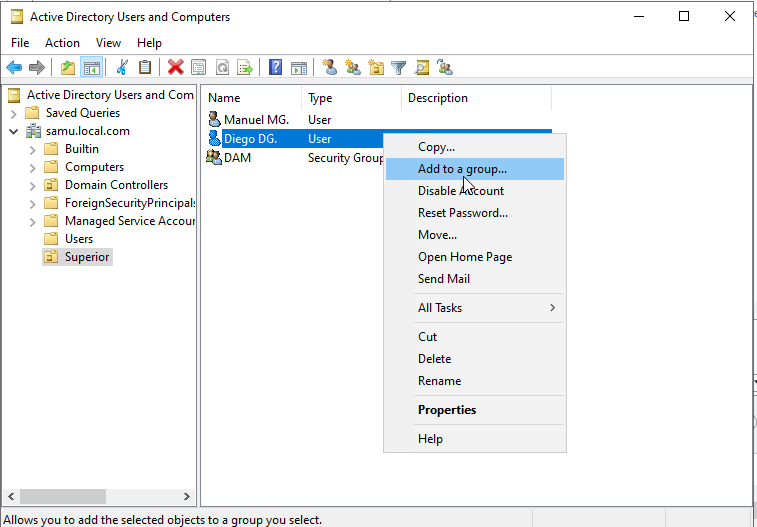 Active Directory Users and Computers
File Action View Help
Active Directory Users and Com
Saved Queries
samu.local.com
Builtin
Computers
Domain Controllers
ForeignSecurityPrincipals
Managed Service Accour
Users
Superior
Name Type Description
Manuel MG. User
Diego DG. User
DAM Security Group
Copy...
Add to a group...
Disable Account
Reset Password...
Move...
Open Home Page
Send Mail
All Tasks
Cut
Delete
Rename
Properties
Help
Allows you to add the selected objects to a group you select.